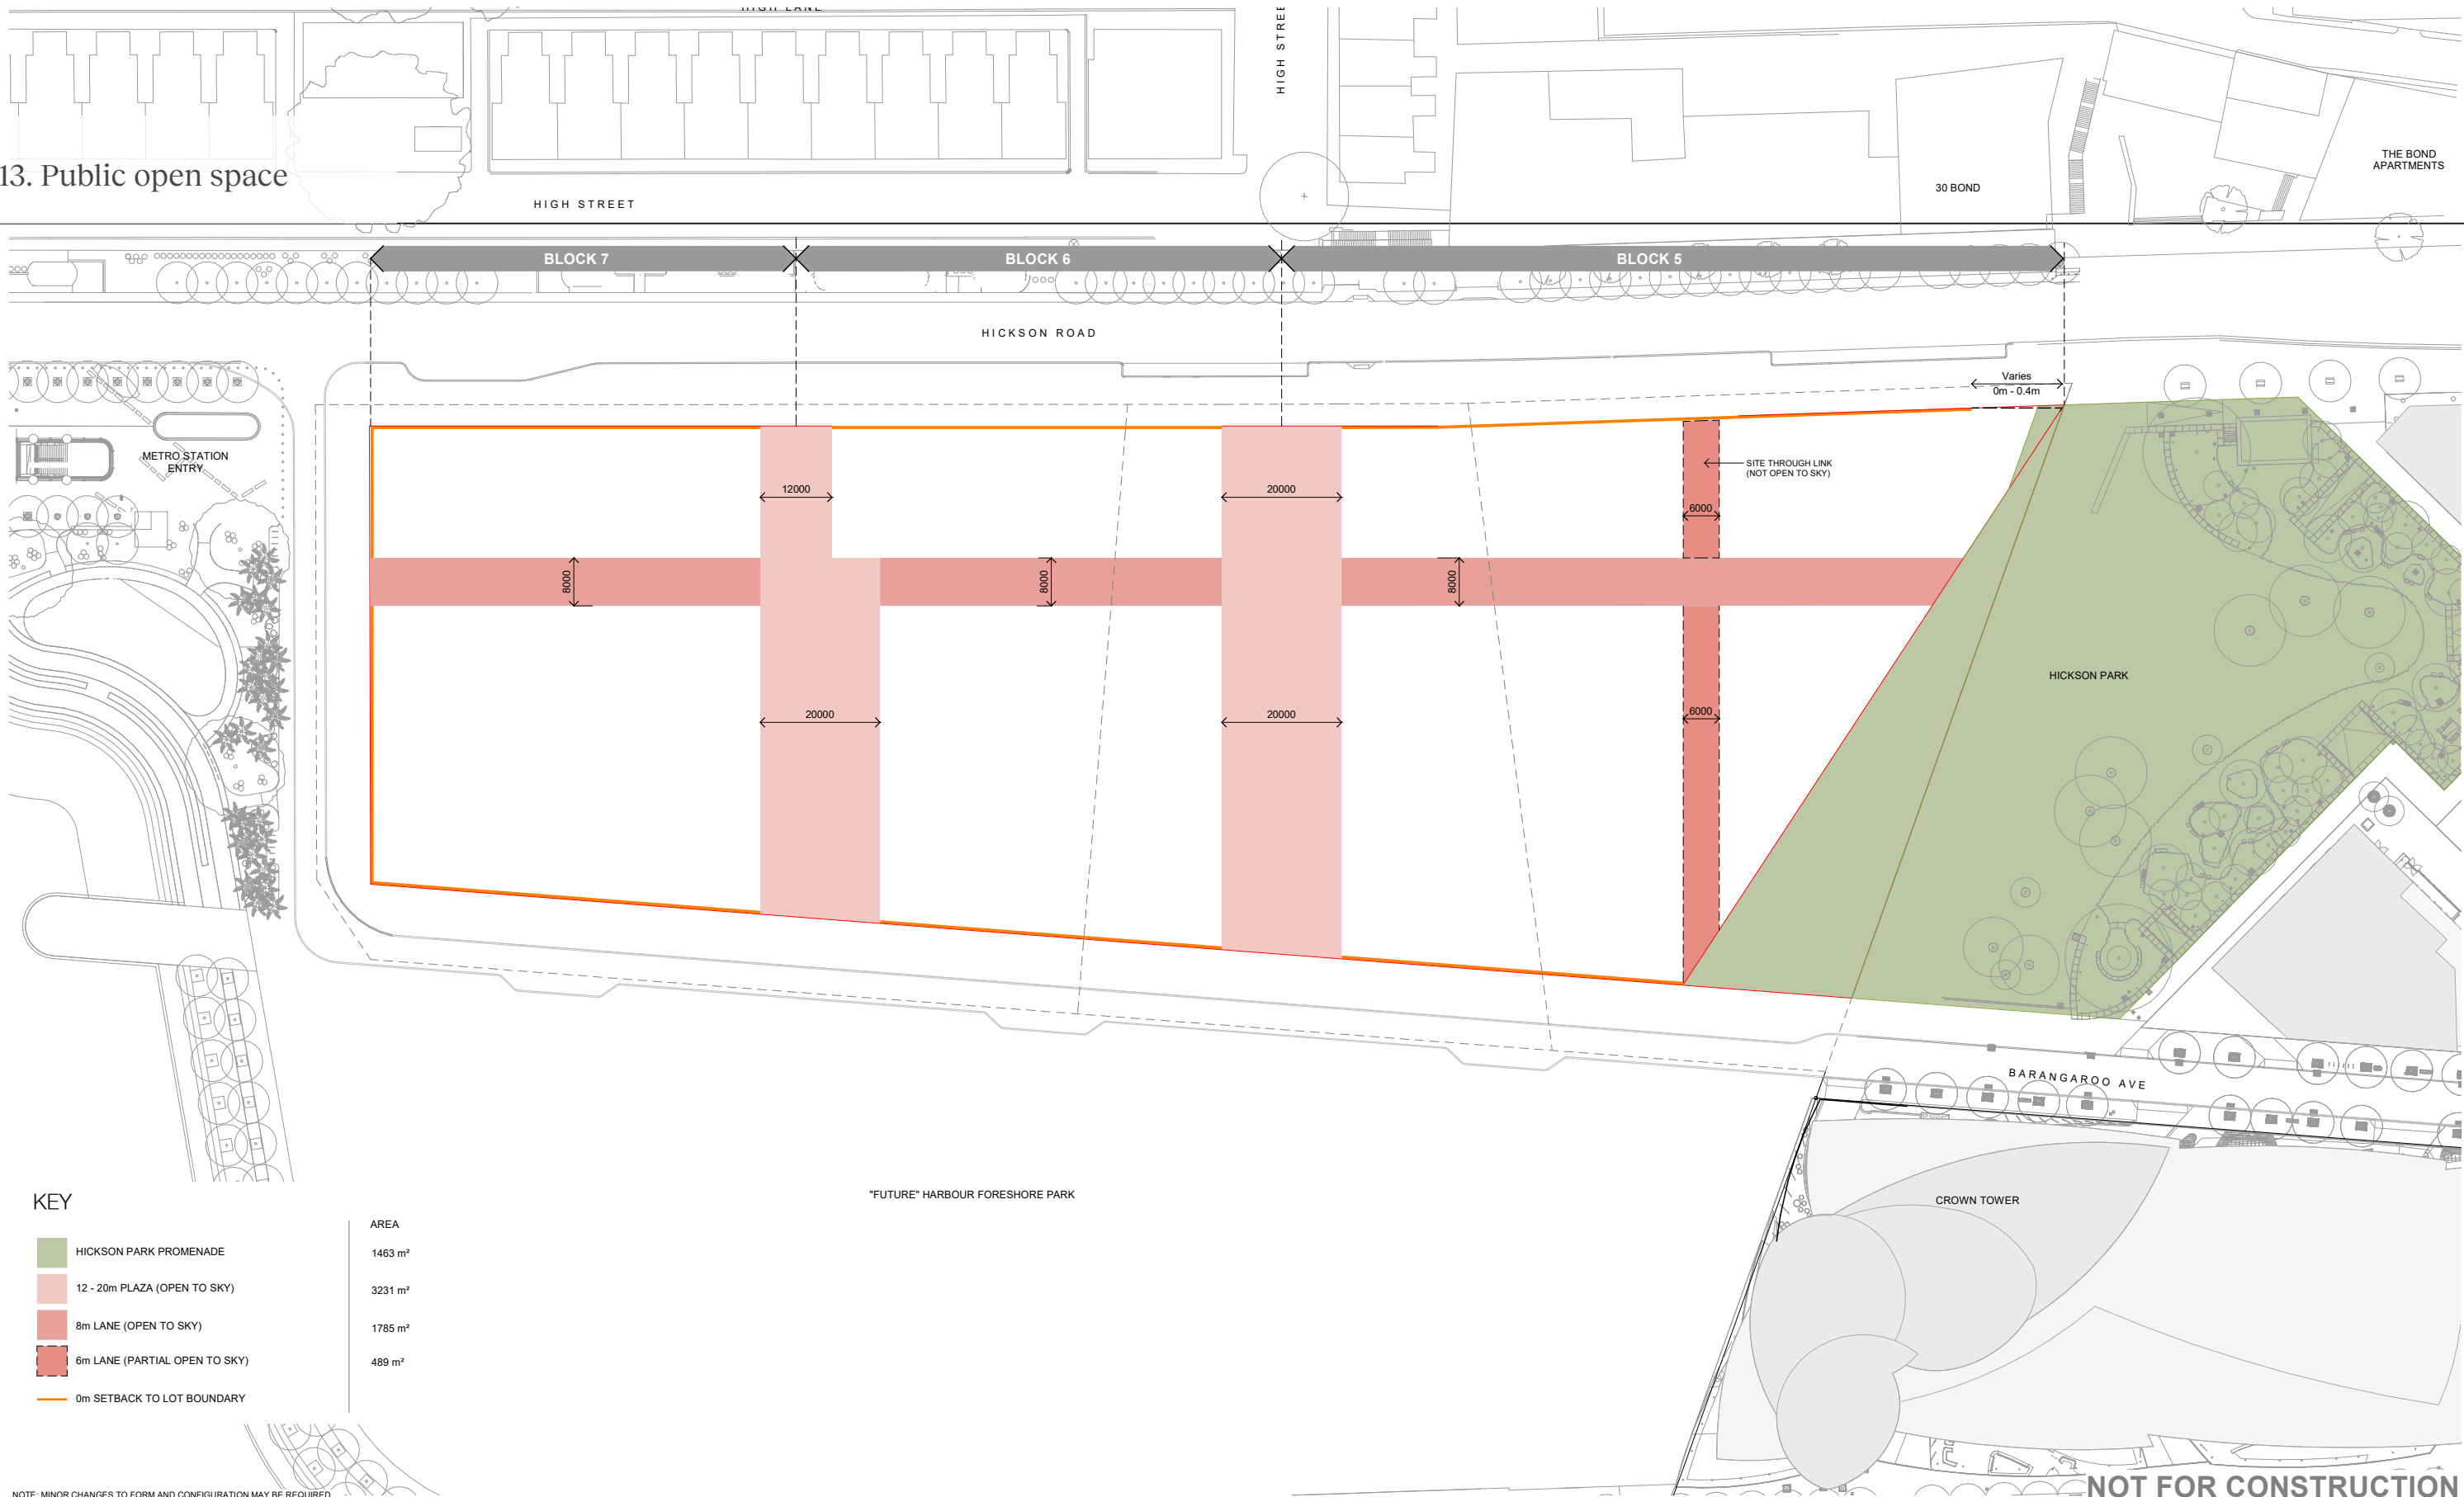 HIGH LANE
HIGH STREE
13. Public open space
HIGH STREET
30 BOND
THE BOND
APARTMENTS
BLOCK 7
BLOCK 6
BLOCK 5
HICKSON ROAD
Varies
0m - 0.4m
METRO STATION
ENTRY
SITE THROUGH LINK
(NOT OPEN TO SKY)
12000
20000
6000
8000
8000
8000
HICKSON PARK
20000
20000
6000
BARANGAROO AVE
"FUTURE" HARBOUR FORESHORE PARK
CROWN TOWER
KEY
AREA
HICKSON PARK PROMENADE
1463 m²
12 - 20m PLAZA (OPEN TO SKY)
3231 m²
8m LANE (OPEN TO SKY)
1785 m²
6m LANE (PARTIAL OPEN TO SKY)
489 m²
0m SETBACK TO LOT BOUNDARY
NOT FOR CONSTRUCTION
NOTE: MINOR CHANGES TO FORM AND CONFIGURATION MAY BE REQUIRED